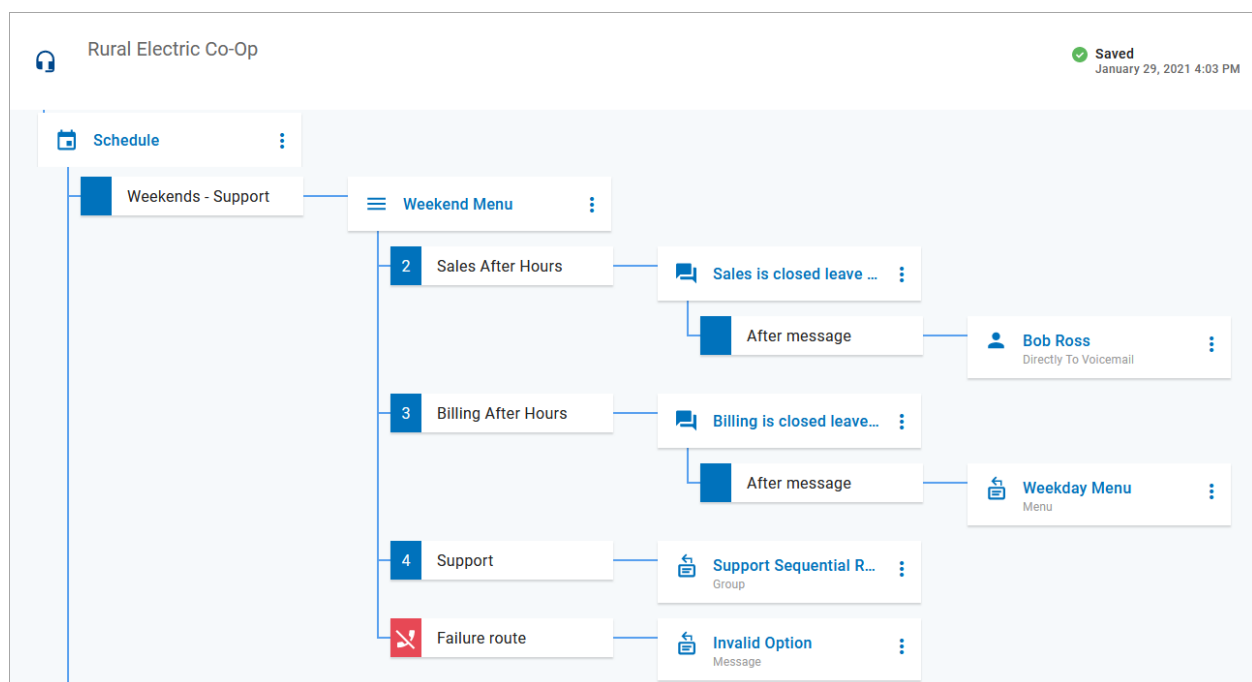 Rural Electric Co-Op
Saved
January 29, 2021 4:03 PM
Schedule
Weekends - Support
Weekend Menu
2 Sales After Hours
Sales is closed leave ...
After message
Bob Ross
Directly To Voicemail
3 Billing After Hours
Billing is closed leave...
After message
Weekday Menu
Menu
4 Support
Support Sequential R...
Group
Failure route
Invalid Option
Message